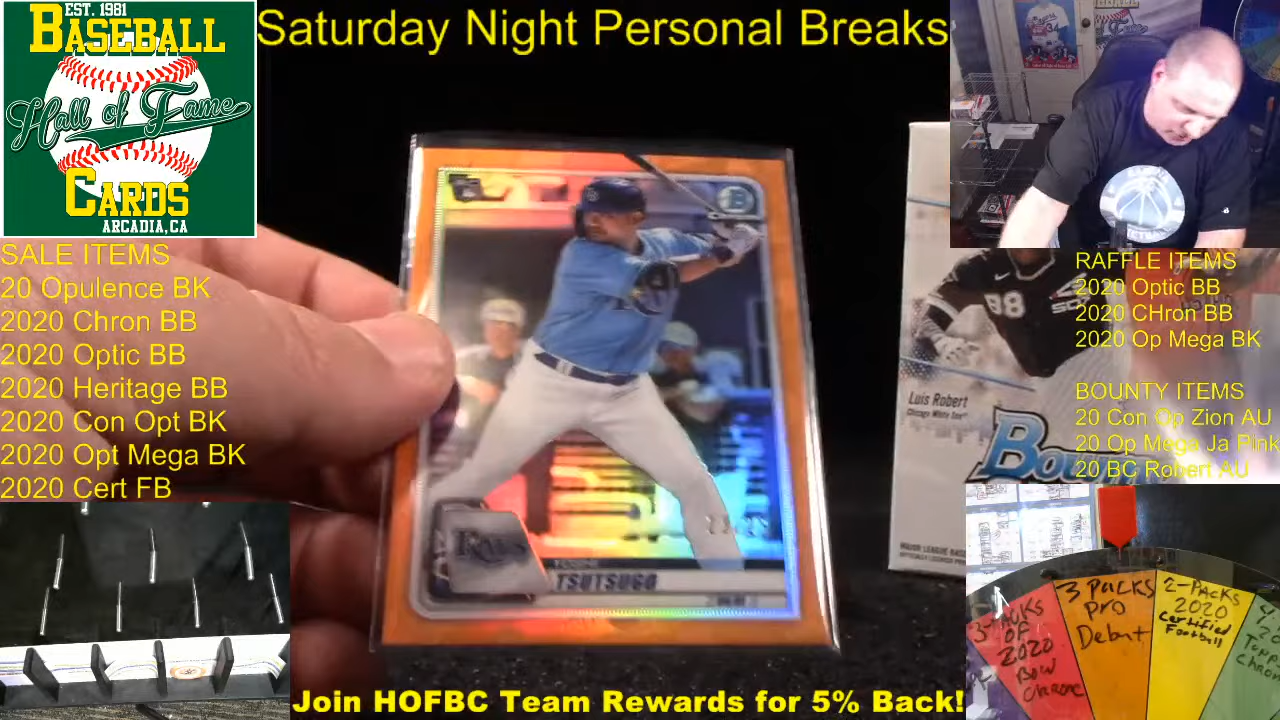 EST. 1981
BASEBALL
Hall of Fame
CARDS
ARCADIA,CA
Saturday Night Personal Breaks
SALE ITEMS
20 Opulence BK
2020 Chron BB
2020 Optic BB
2020 Heritage BB
2020 Con Opt BK
2020 Opt Mega BK
2020 Cert FB
RAYS
TSUTSUGO
98
Luis Robert
Chicago White Sox
RAFFLE ITEMS
2020 Optic BB
2020 CHron BB
2020 Op Mega BK
BOUNTY ITEMS
20 Con Op Zion AU
20 Op Mega Ja Pink
20 BC Robert AU
34
3 PACKS
PRO
Debut
2-PACKS
2020
Certified
Football
OF
2020
BOW
CHROME
Join HOFBC Team Rewards for 5% Back!